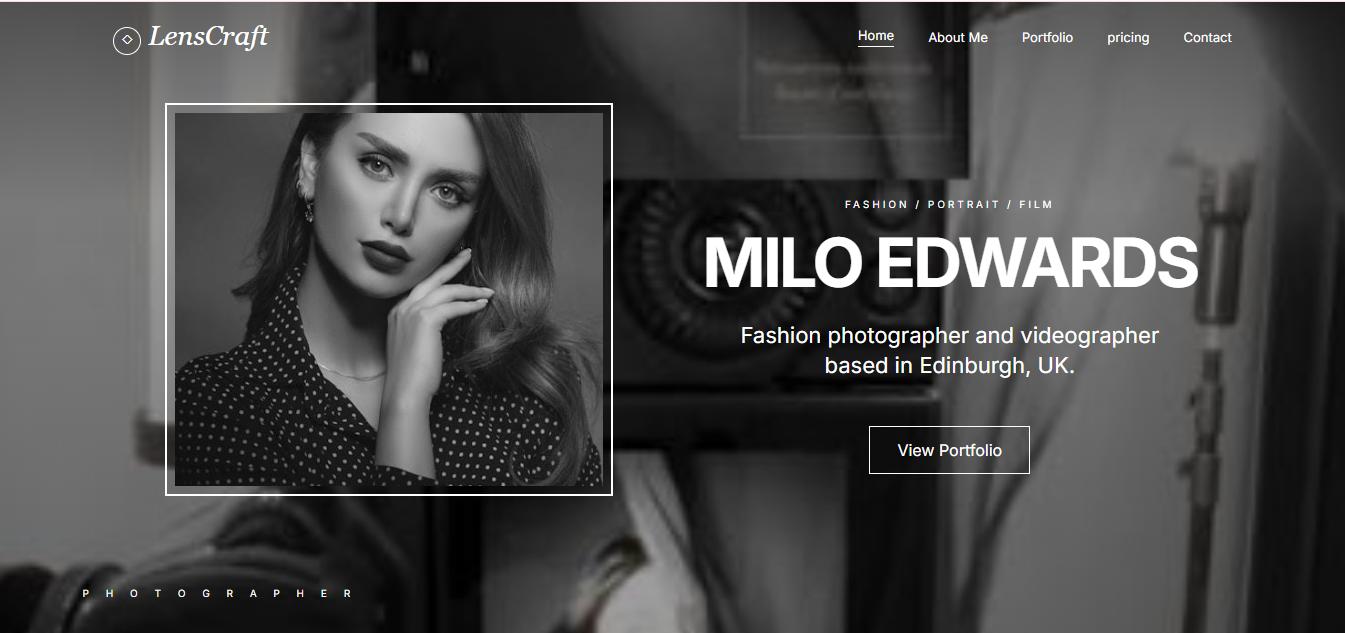 LensCraft
Home About Me Portfolio pricing Contact
FASHION / PORTRAIT / FILM
MILO EDWARDS
Fashion photographer and videographer
based in Edinburgh, UK.
View Portfolio
PHOTOGRAPHER